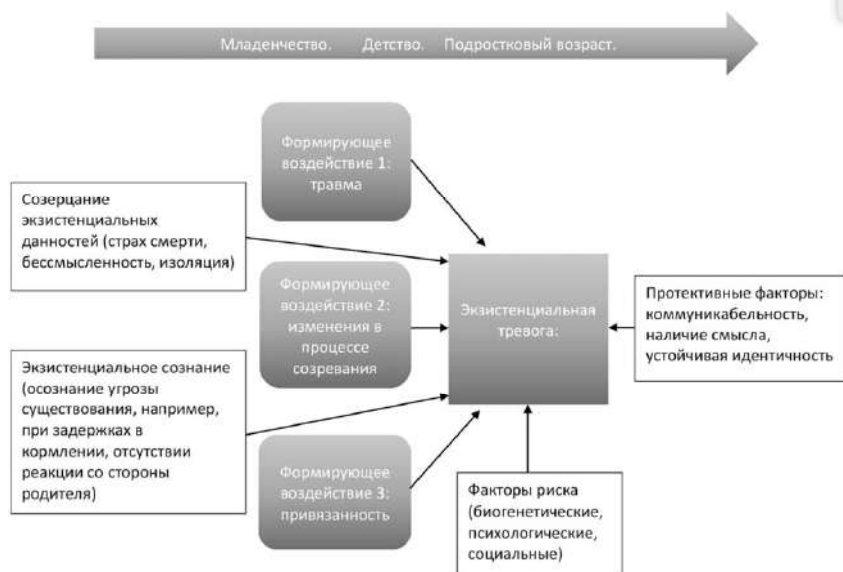 Младенчество. Детство. Подростковый возраст.
Формирующее
воздействие 1:
травма
Созерцание
экзистенциальных
данностей (страх смерти,
бессмысленность, изоляция)
Формирующее
воздействие 2:
изменения в
процессе
созревания
Экзистенциальная
тревога:
Протективные факторы:
коммуникабельность,
наличие смысла,
устойчивая идентичность
Экзистенциальное сознание
(осознание угрозы
существования, например,
при задержках в
кормлении, отсутствии
реакции со стороны
родителя)
Формирующее
воздействие 3:
привязанность
Факторы риска
(биогенетические,
психологические,
социальные)